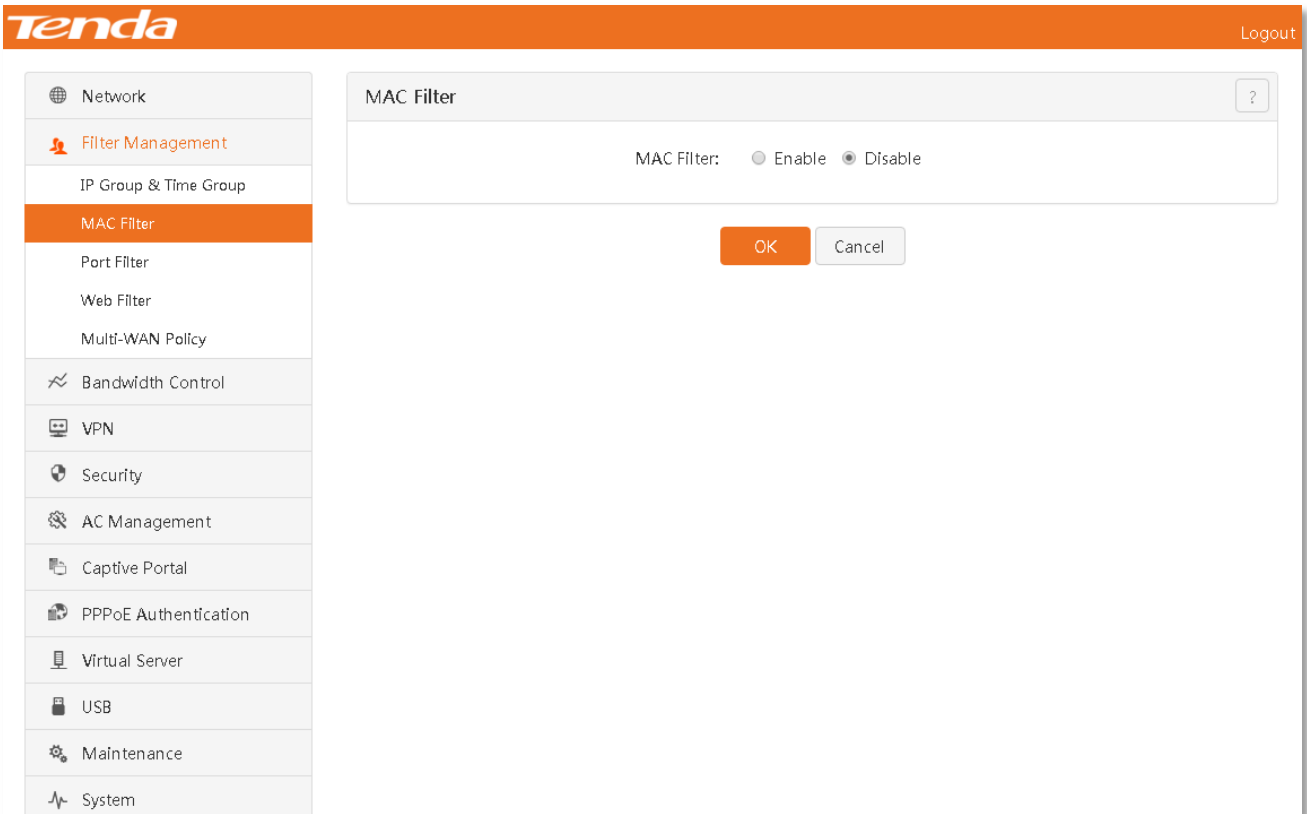 Tenda
Logout
Network
Filter Management
IP Group & Time Group
MAC Filter
Port Filter
Web Filter
Multi-WAN Policy
Bandwidth Control
VPN
Security
AC Management
Captive Portal
PPPoE Authentication
Virtual Server
USB
Maintenance
System
MAC Filter
?
MAC Filter: Enable Disable
OK Cancel